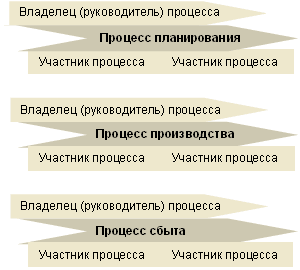 Владелец (руководитель) процесса
Процесс планирования
Участник процесса Участник процесса
Владелец (руководитель) процесса
Процесс производства
Участник процесса Участник процесса
Владелец (руководитель) процесса
Процесс сбыта
Участник процесса Участник процесса